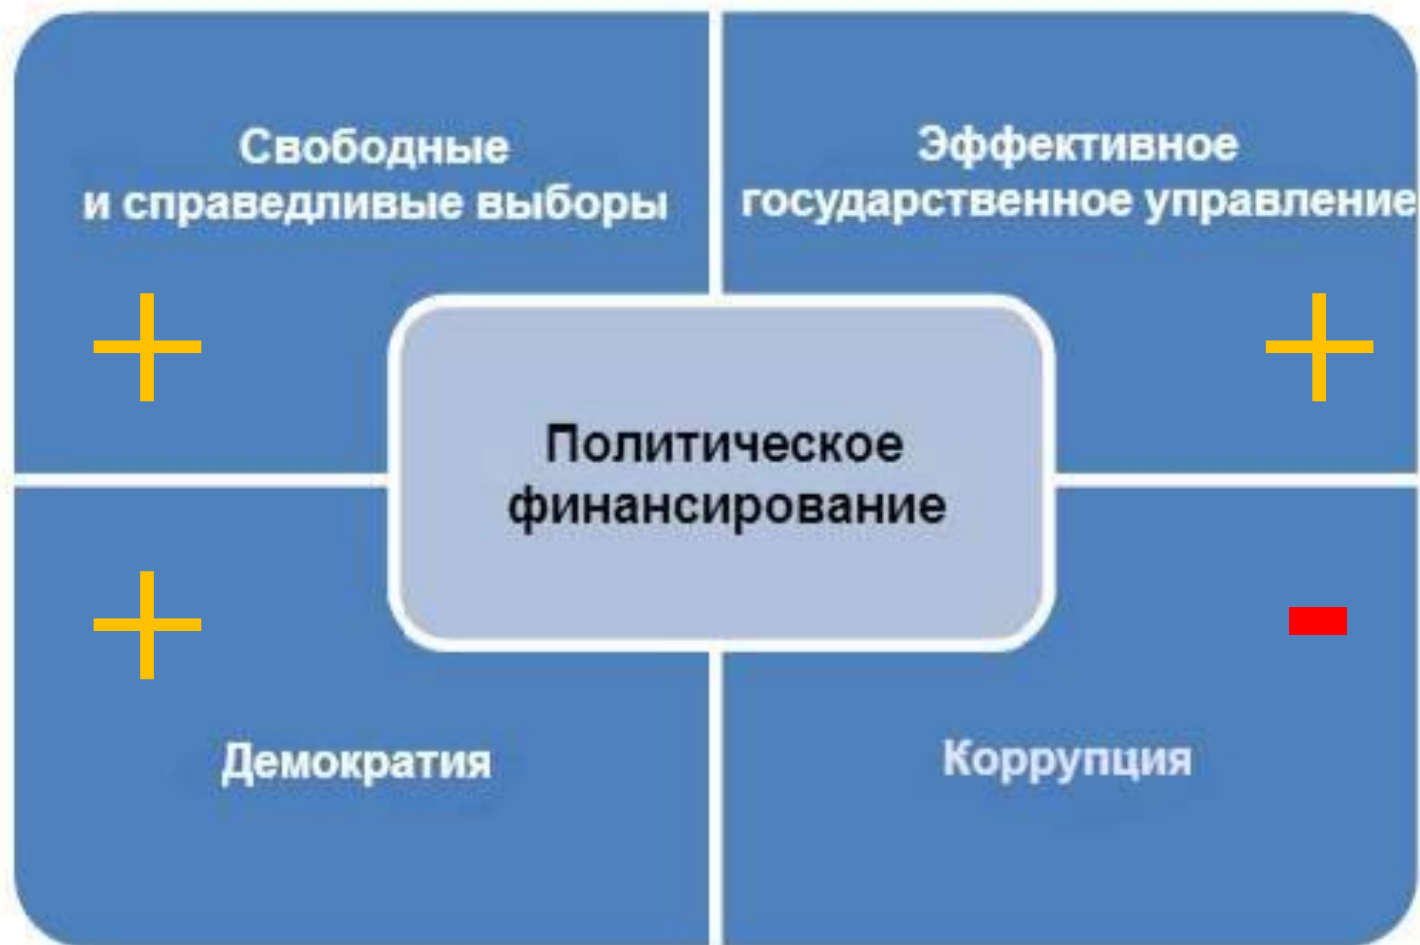 Свободные
и справедливые выборы
Эффективное
государственное управление
Политическое
финансирование
Демократия
Коррупция